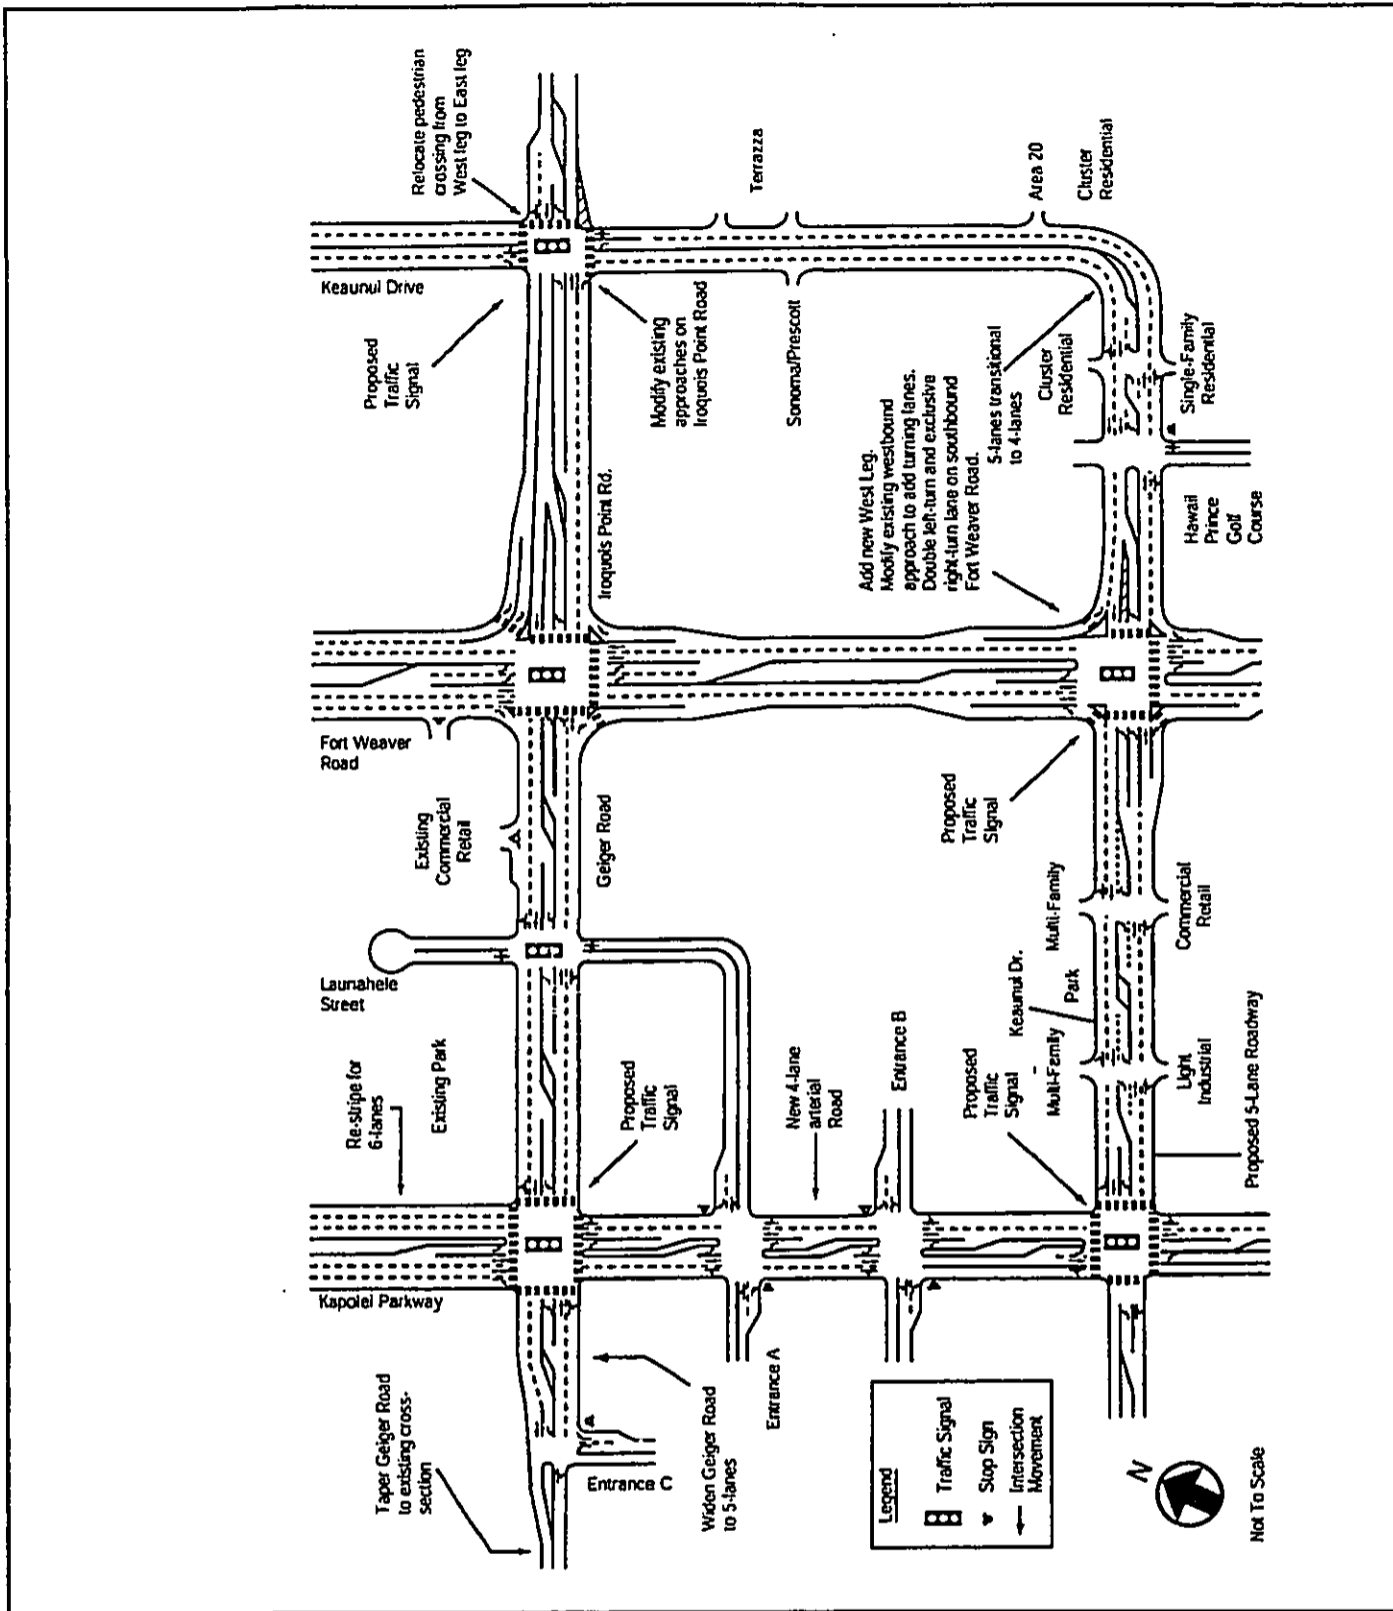 Relocate pedestrian
crossing from
West leg to East leg
Keaunui Drive
Proposed
Traffic
Signal
Modify existing
approaches on
Iroquois Point Road
Terrazza
Area 20
Cluster
Residential
Sonoma/Prescott
5-lanes transitional
to 4-lanes
Cluster
Residential
Single-Family
Residential
Iroquois Point Rd.
Add new West Leg.
Modify existing westbound
approach to add turning lanes.
Double left-turn and exclusive
right-turn lane on southbound
Fort Weaver Road.
Hawaii
Prince
Golf
Course
Fort Weaver
Road
Existing
Commercial
Retail
Geiger Road
Proposed
Traffic
Signal
Multi-Family
Commercial
Retail
Launahele
Street
Keaunui Dr.
Park
Re-stripe for
6-lanes
Existing Park
Proposed
Traffic
Signal
New 4-lane
arterial
Road
Entrance B
Proposed
Traffic
Signal
Multi-Family
Light
Industrial
Proposed 5-Lane Roadway
Kapolei Parkway
Taper Geiger Road
to existing cross-
section
Entrance C
Widen Geiger Road
to 5-lanes
Entrance A
Legend
Traffic Signal
Stop Sign
Intersection
Movement
N
Not To Scale